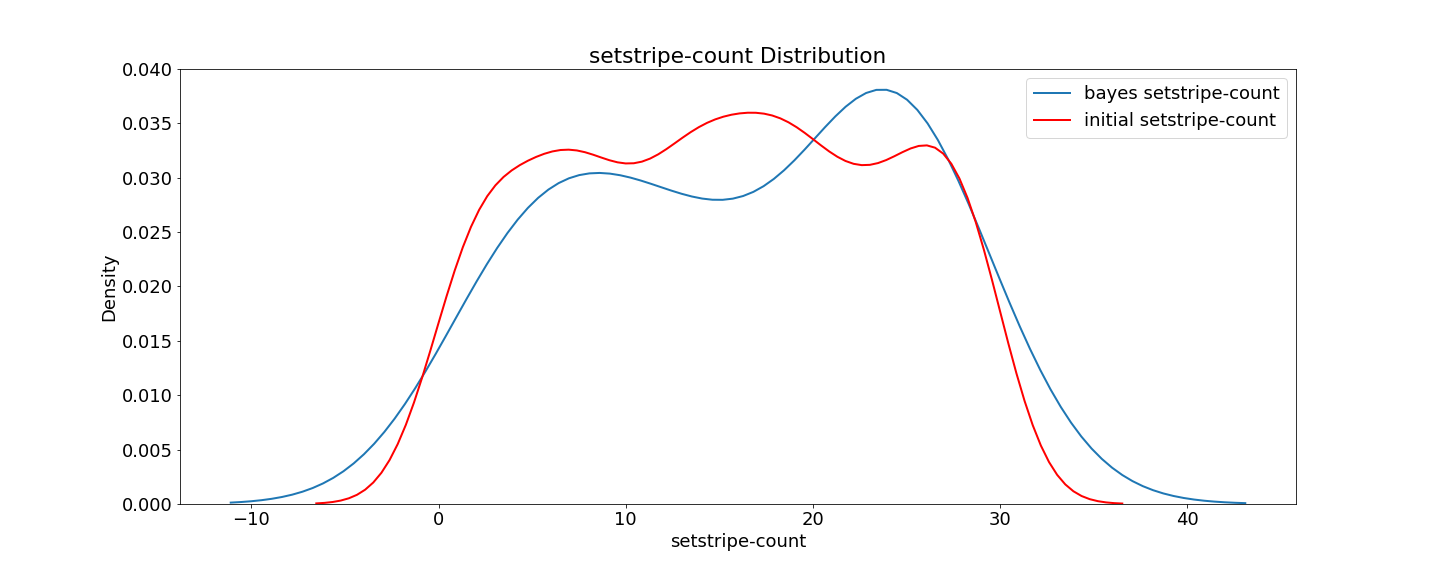 setstripe-count Distribution
0.040
0.035
0.030
0.025
0.020
0.015
0.010
0.005
0.000
Density
bayes setstripe-count
initial setstripe-count
−10 0 10 20 30 40
setstripe-count